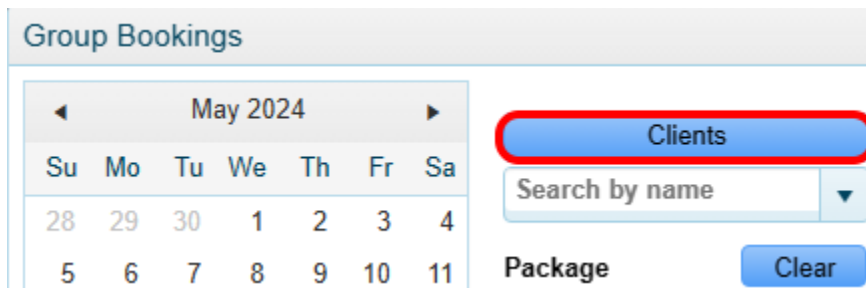 Group Bookings
May 2024
Su Mo Tu We Th Fr Sa
28 29 30 1 2 3 4
5 6 7 8 9 10 11
Clients
Search by name
Package Clear